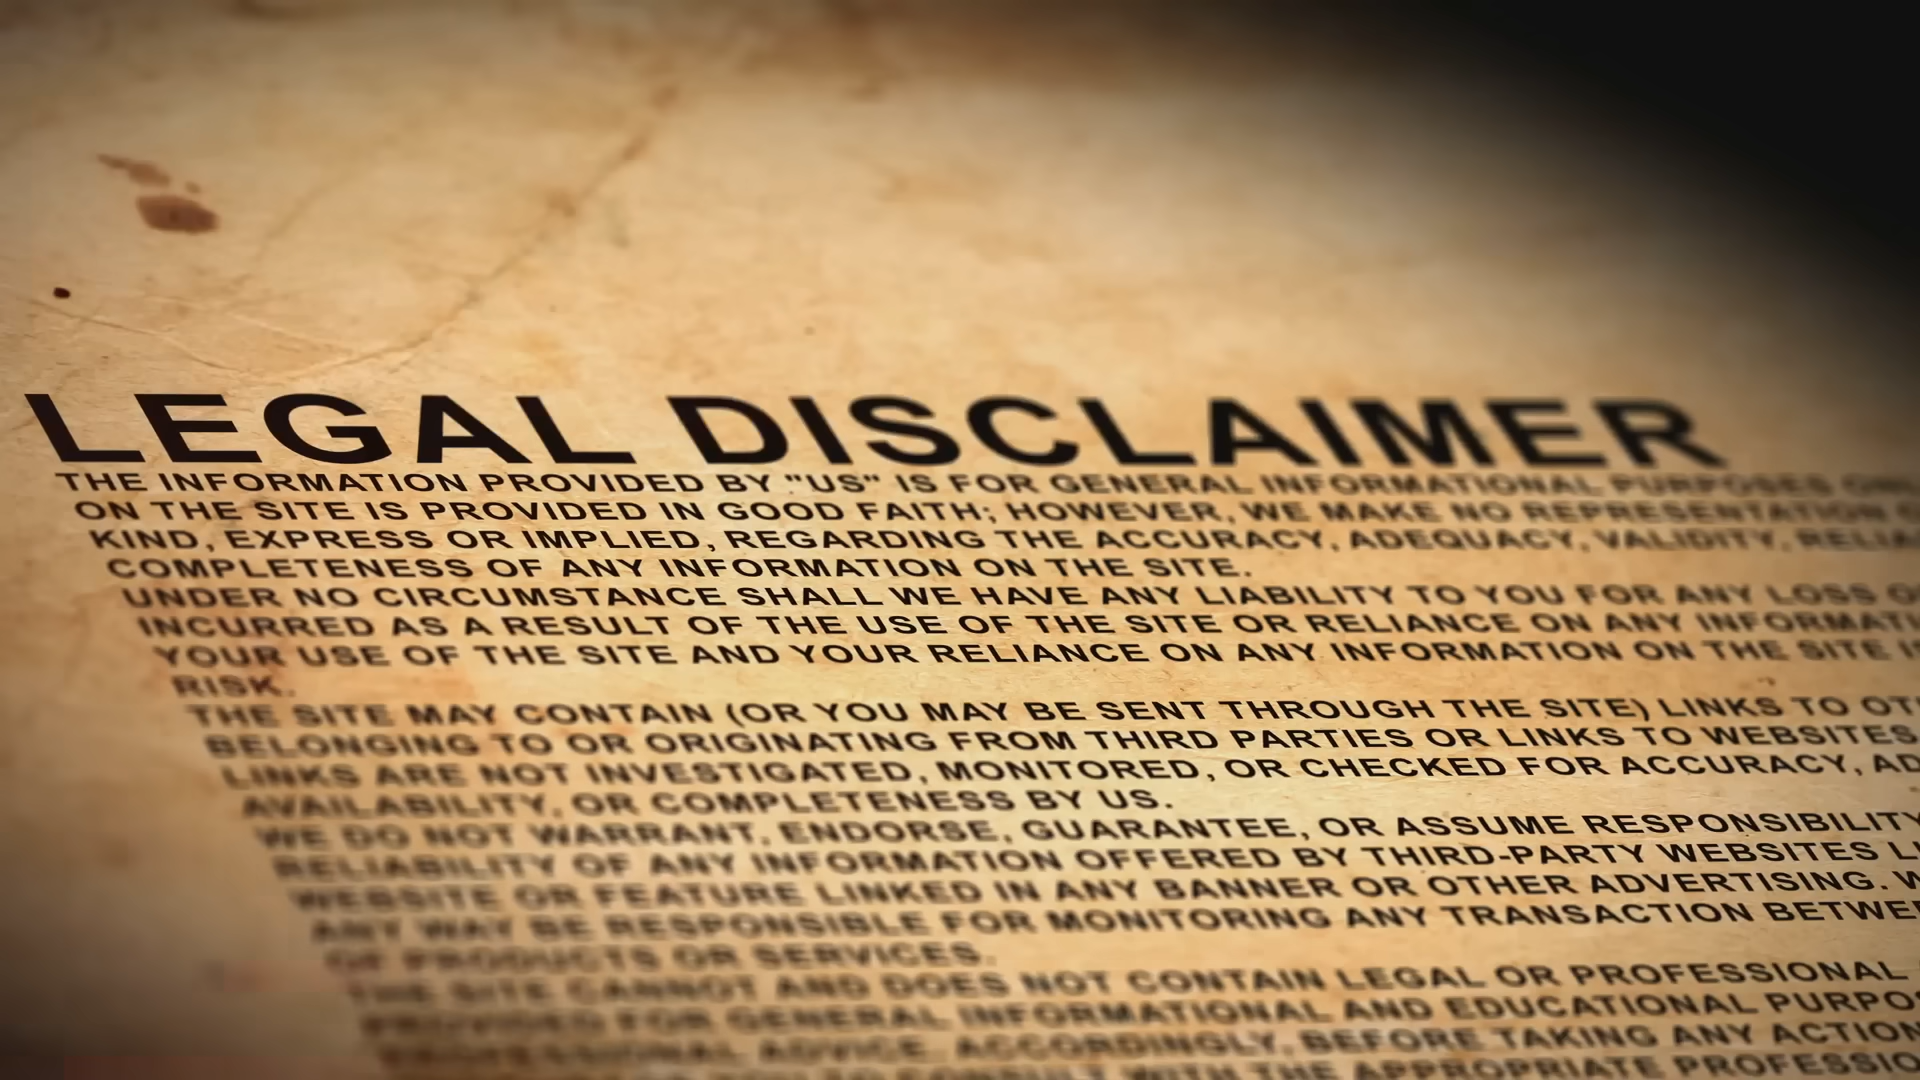 LEGAL DISCLAIMER
THE INFORMATION PROVIDED BY "US" IS FOR GENERAL INFORMATIONAL PURPOSES
ON THE SITE IS PROVIDED IN GOOD FAITH; HOWEVER, WE MAKE NO REPRESENTATION
KIND, EXPRESS OR IMPLIED, REGARDING THE ACCURACY, ADEQUACY, VALIDITY,
COMPLETENESS OF ANY INFORMATION ON THE SITE.
UNDER NO CIRCUMSTANCE SHALL WE HAVE ANY LIABILITY TO YOU FOR ANY LOSS
INCURRED AS A RESULT OF THE USE OF THE SITE OR RELIANCE ON ANY
YOUR USE OF THE SITE AND YOUR RELIANCE ON ANY INFORMATION ON THE SITE
RISK.
THE SITE MAY CONTAIN (OR YOU MAY BE SENT THROUGH THE SITE) LINKS TO
BELONGING TO OR ORIGINATING FROM THIRD PARTIES OR LINKS TO WEBSITES
LINKS ARE NOT INVESTIGATED, MONITORED, OR CHECKED FOR ACCURACY,
AVAILABILITY, OR COMPLETENESS BY US.
WE DO NOT WARRANT, ENDORSE, GUARANTEE, OR ASSUME RESPONSIBILITY
RELIABILITY OF ANY INFORMATION OFFERED BY THIRD-PARTY WEBSITES
WEBSITE OR FEATURE LINKED IN ANY BANNER OR OTHER ADVERTISING.
ANY WAY BE RESPONSIBLE FOR MONITORING ANY TRANSACTION
OF PRODUCTS OR SERVICES.
THE SITE CANNOT AND DOES NOT CONTAIN LEGAL OR PROFESSIONAL
PROVIDED FOR GENERAL INFORMATIONAL AND EDUCATIONAL
PROFESSIONAL ADVICE. ACCORDINGLY, BEFORE TAKING ANY
CONSULT WITH THE APPROPRIATE